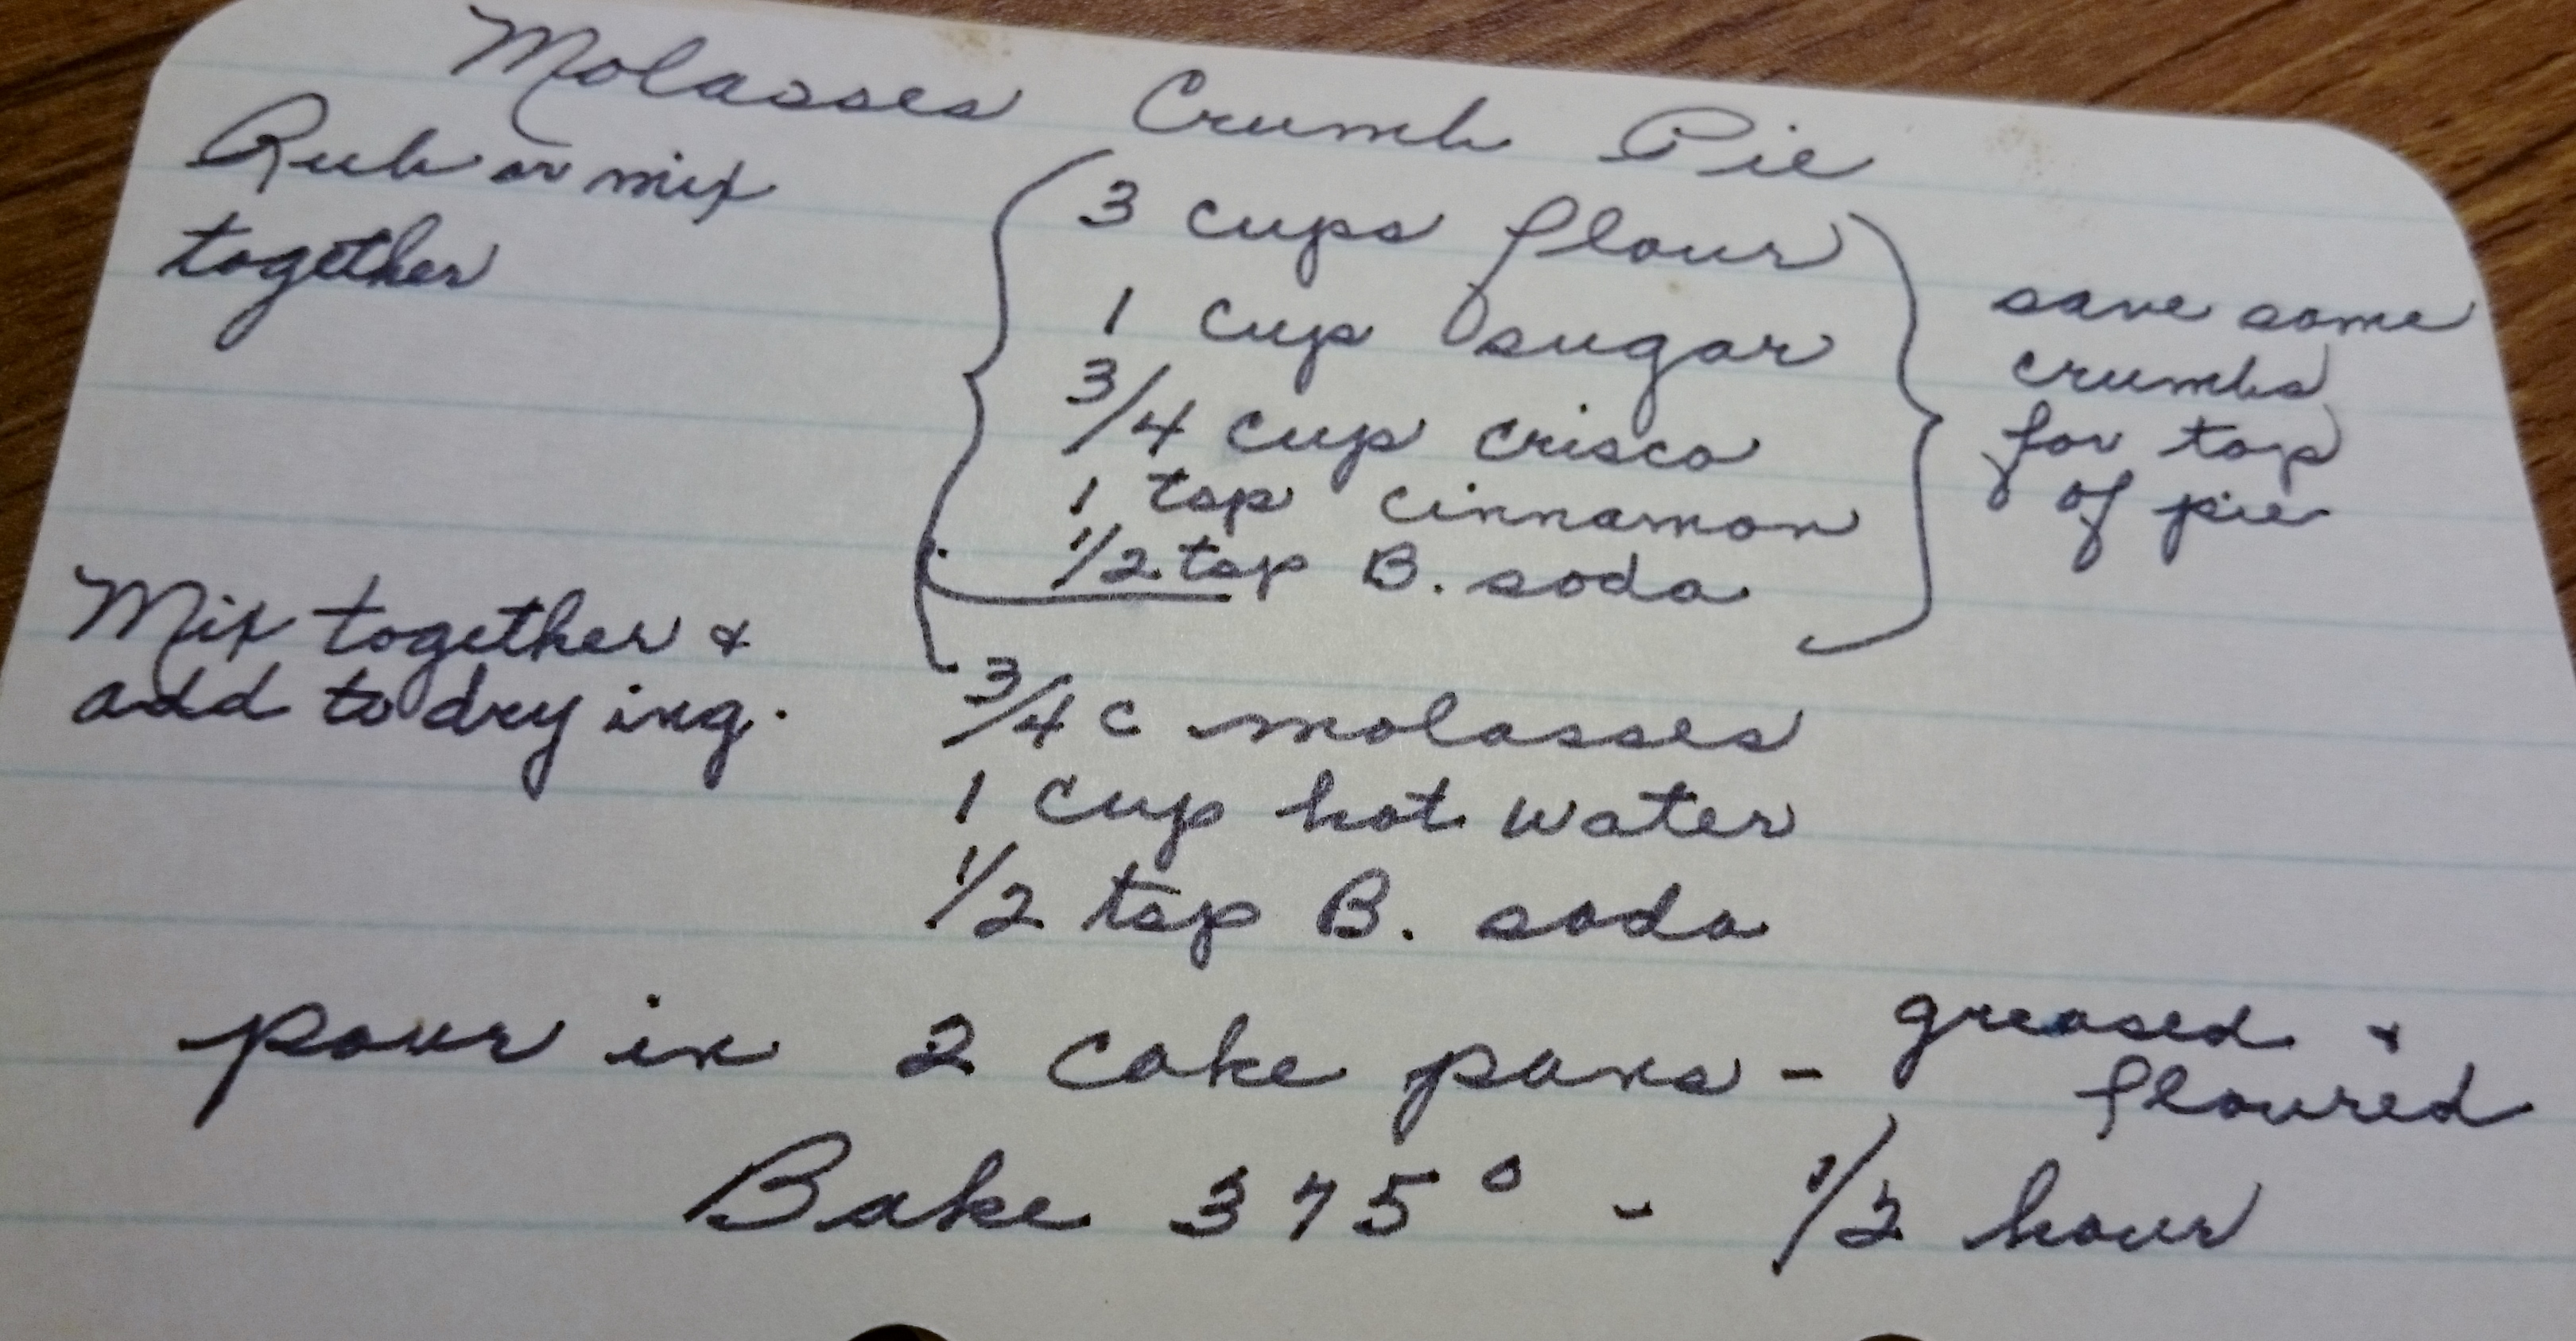 Molasses Crumb Pie
Rub or mix
together
3 cups flour
1 cup sugar
3/4 cup crisco
1 tsp cinnamon
1/2 tsp B. soda
save some
crumbs
for top
of pie
Mix together &
add to dry ing.
3/4 c molasses
1 cup hot water
1/2 tsp B. soda
pour in 2 cake pans - greased &
floured
Bake 375° - 1/2 hour